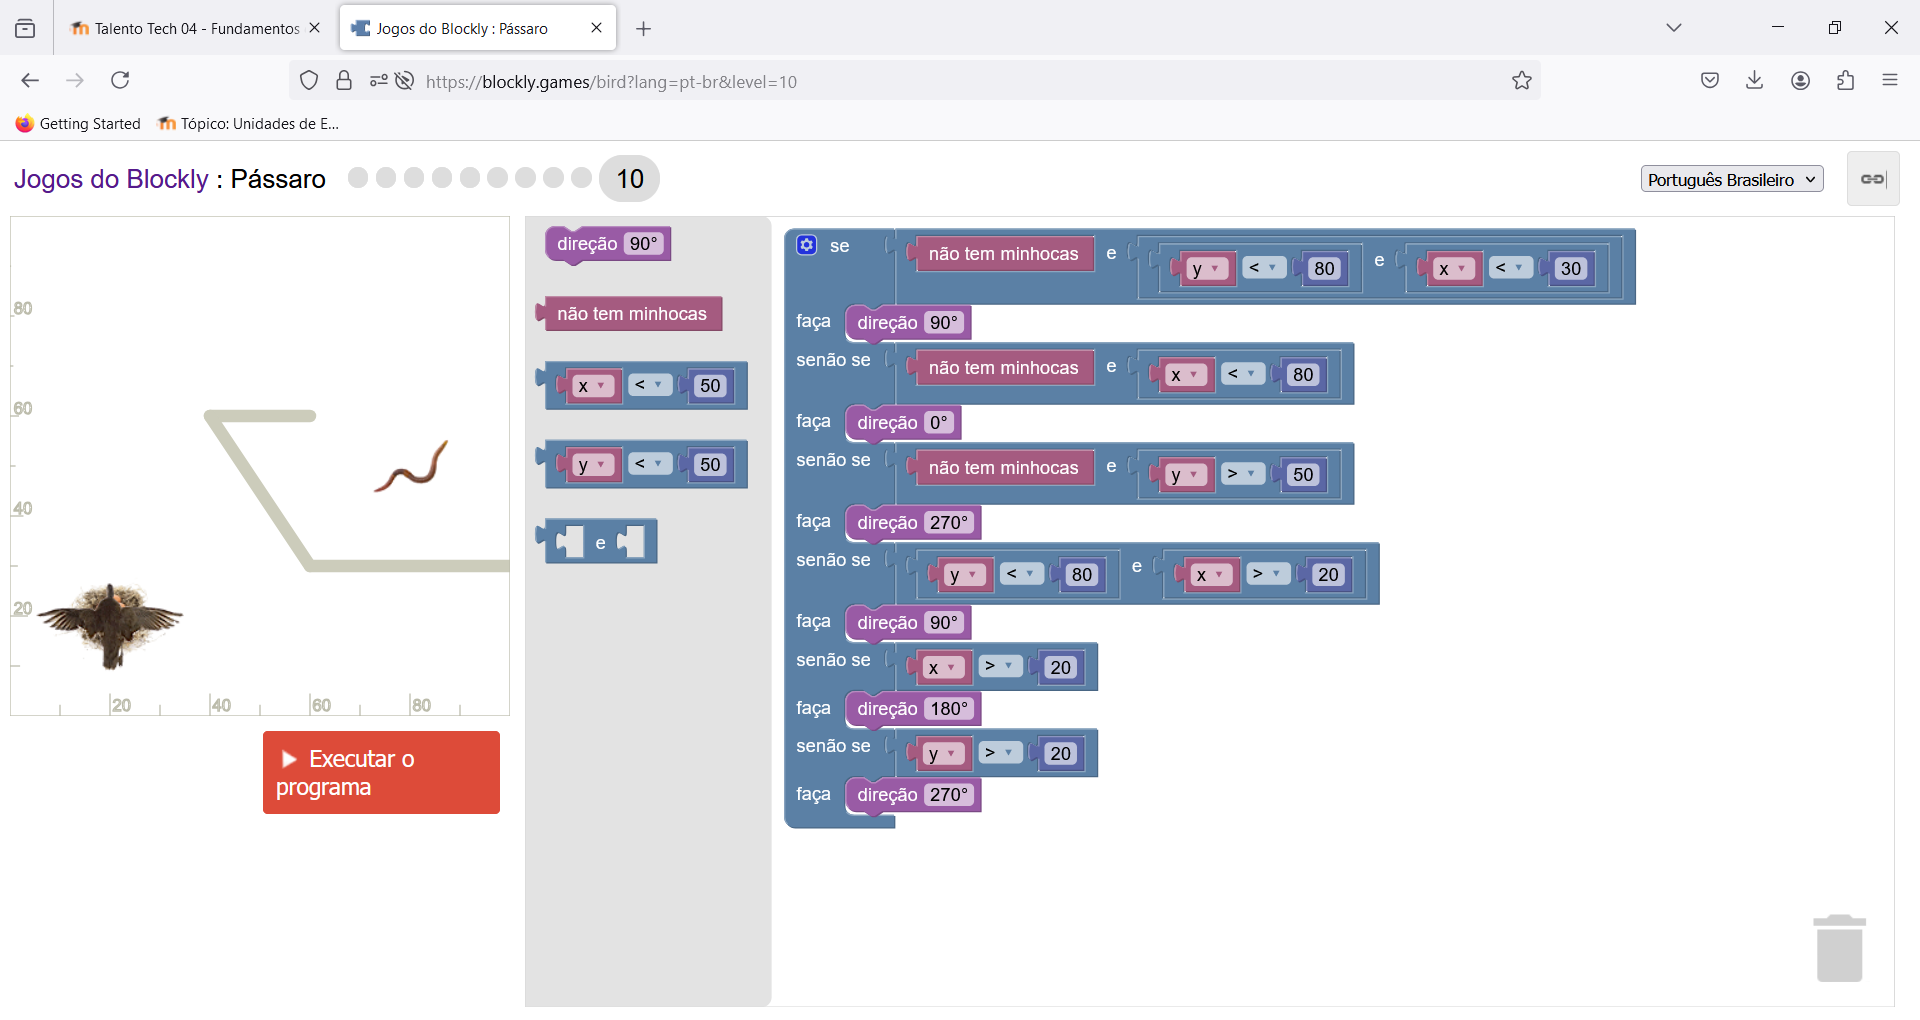 Talento Tech 04 - Fundamentos
Jogos do Blockly : Pássaro
https://blockly.games/bird?lang=pt-br&level=10
Getting Started
Tópico: Unidades de E...
Jogos do Blockly : Pássaro
10
Português Brasileiro
80
60
40
20
20
40
60
80
Executar o
programa
direção 90°
não tem minhocas
x < 50
y < 50
e
se não tem minhocas e y < 80 e x < 30
faça direção 90°
senão se não tem minhocas e x < 80
faça direção 0°
senão se não tem minhocas e y > 50
faça direção 270°
senão se y < 80 e x > 20
faça direção 90°
senão se x > 20
faça direção 180°
senão se y > 20
faça direção 270°